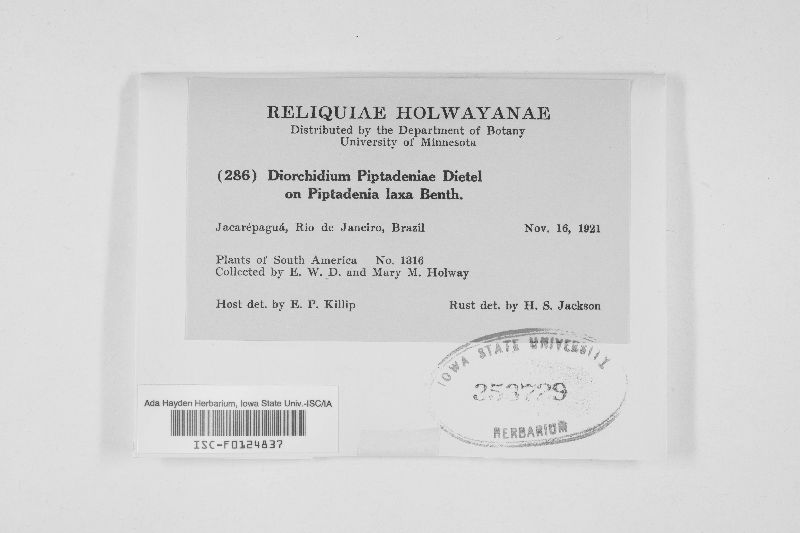 RELIQUIAE HOLWAYANAE
Distributed by the Department of Botany
University of Minnesota
(286) Diorchidium Piptadeniae Dietel
on Piptadenia laxa Benth.
Jacarépaguá, Rio de Janeiro, Brazil Nov. 16, 1921
Plants of South America No. 1316
Collected by E. W. D. and Mary M. Holway
Host det. by E. P. Killip Rust det. by H. S. Jackson
IOWA STATE UNIVERSITY
353729
HERBARIUM
Ada Hayden Herbarium, Iowa State Univ.-ISC/IA
ISC-F0124837